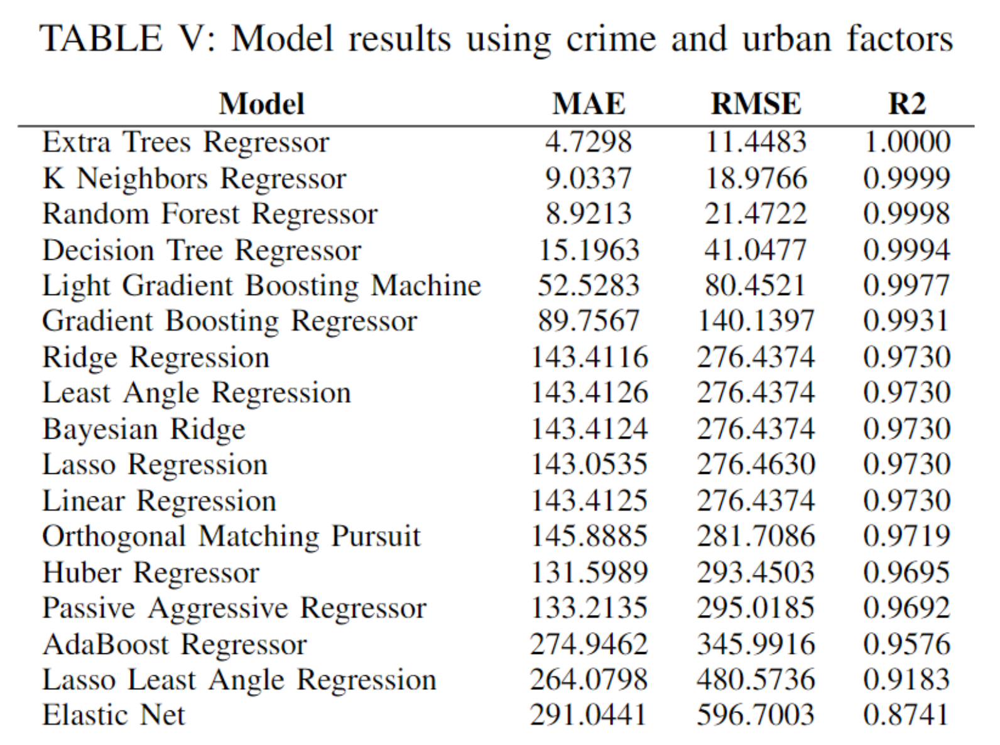 TABLE V: Model results using crime and urban factors
Model MAE RMSE R2
Extra Trees Regressor 4.7298 11.4483 1.0000
K Neighbors Regressor 9.0337 18.9766 0.9999
Random Forest Regressor 8.9213 21.4722 0.9998
Decision Tree Regressor 15.1963 41.0477 0.9994
Light Gradient Boosting Machine 52.5283 80.4521 0.9977
Gradient Boosting Regressor 89.7567 140.1397 0.9931
Ridge Regression 143.4116 276.4374 0.9730
Least Angle Regression 143.4126 276.4374 0.9730
Bayesian Ridge 143.4124 276.4374 0.9730
Lasso Regression 143.0535 276.4630 0.9730
Linear Regression 143.4125 276.4374 0.9730
Orthogonal Matching Pursuit 145.8885 281.7086 0.9719
Huber Regressor 131.5989 293.4503 0.9695
Passive Aggressive Regressor 133.2135 295.0185 0.9692
AdaBoost Regressor 274.9462 345.9916 0.9576
Lasso Least Angle Regression 264.0798 480.5736 0.9183
Elastic Net 291.0441 596.7003 0.8741